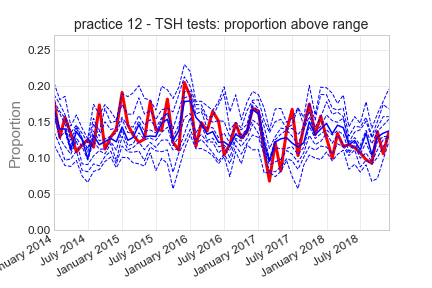 practice 12 - TSH tests: proportion above range
Proportion
0.25
0.20
0.15
0.10
0.05
0.00
nuary 2014
July 2014
January 2015
July 2015
January 2016
July 2016
January 2017
July 2017
January 2018
July 2018